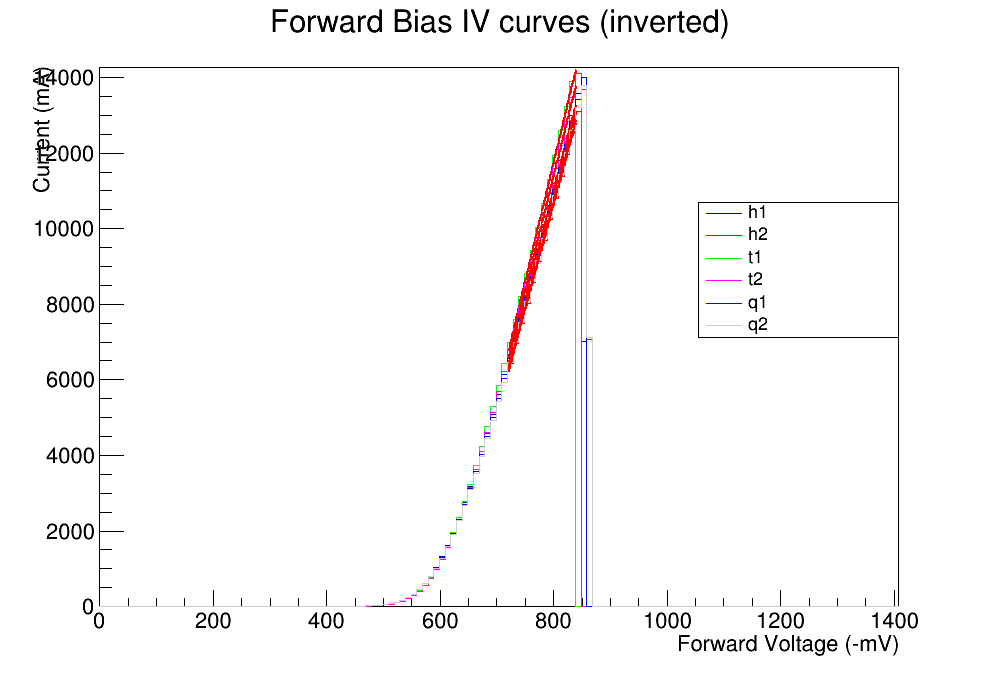 Forward Bias IV curves (inverted)
Current (mA)
14000
12000
10000
8000
6000
4000
2000
0
0 200 400 600 800 1000 1200 1400
Forward Voltage (-mV)
h1
h2
t1
t2
q1
q2